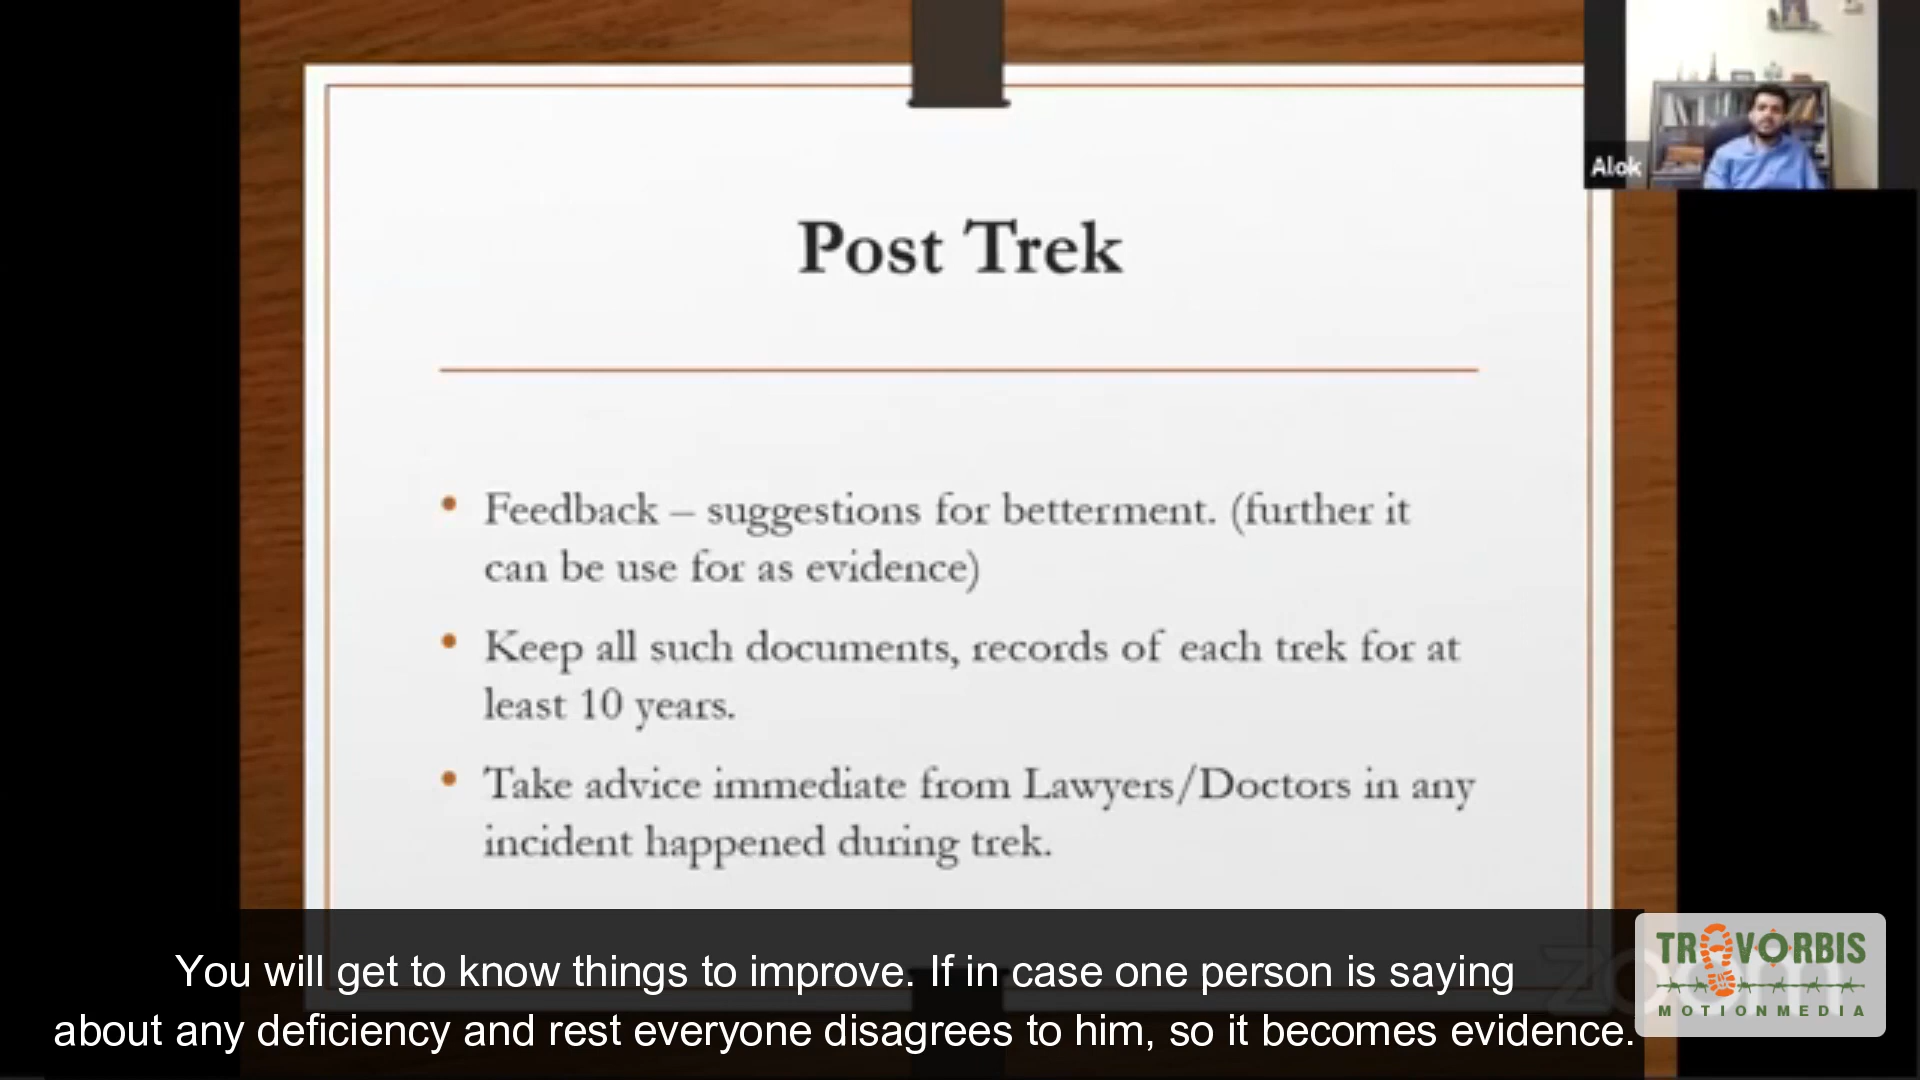 Alok
Post Trek
• Feedback – suggestions for betterment. (further it
can be use for as evidence)
• Keep all such documents, records of each trek for at
least 10 years.
• Take advice immediate from Lawyers/Doctors in any
incident happened during trek.
You will get to know things to improve. If in case one person is saying
about any deficiency and rest everyone disagrees to him, so it becomes evidence.
zoom
TRAVORBIS
MOTIONMEDIA